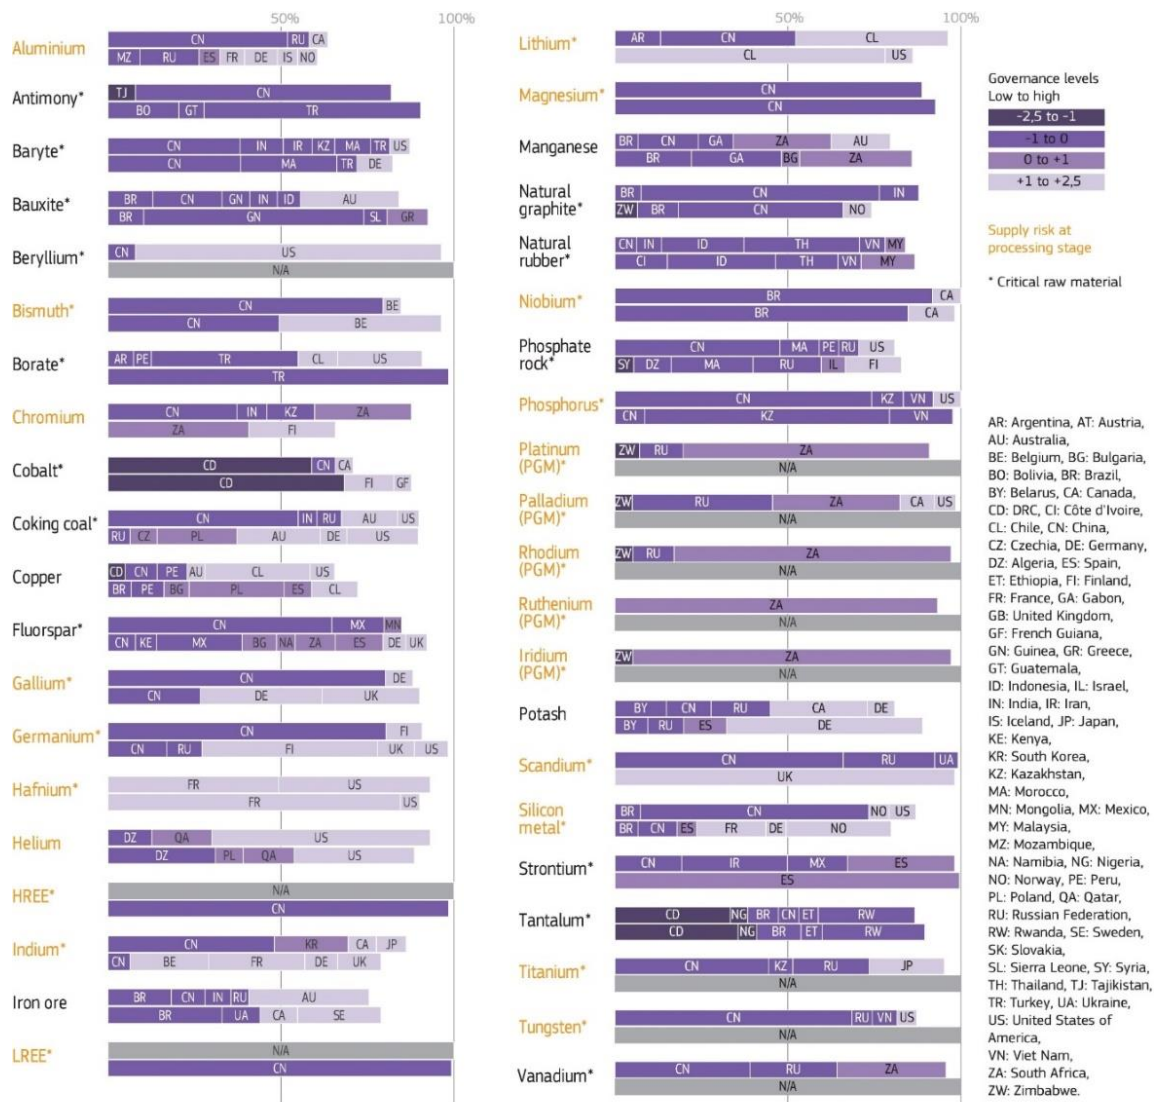 50% 100%
Aluminium
CN RU CA
MZ RU ES FR DE IS NO
Antimony*
TJ CN
BO GT TR
Baryte*
CN IN IR KZ MA TR US
CN MA TR DE
Bauxite*
BR CN GN IN ID AU
BR GN SL GR
Beryllium*
CN US
N/A
Bismuth*
CN BE
CN BE
Borate*
AR PE TR CL US
TR
Chromium
CN IN KZ ZA
ZA FI
Cobalt*
CD CN CA
CD FI GF
Coking coal*
CN IN RU AU US
RU CZ PL AU DE US
Copper
CD CN PE AU CL US
BR PE BG PL ES CL
Fluorspar*
CN MX MN
CN KE MX BG NA ZA ES DE UK
Gallium*
CN DE
CN DE UK
Germanium*
CN FI
CN RU FI UK US
Hafnium*
FR US
FR US
Helium
DZ QA US
DZ PL QA US
HREE*
N/A
CN
Indium*
CN KR CA JP
CN BE FR DE UK
Iron ore
BR CN IN RU AU
BR UA CA SE
LREE*
N/A
CN
50% 100%
Lithium*
AR CN CL
CL US
Magnesium*
CN
CN
Manganese
BR CN GA ZA AU
BR GA BG ZA
Natural
graphite*
BR CN IN
ZW BR CN NO
Natural
rubber*
CN IN ID TH VN MY
CI ID TH VN MY
Niobium*
BR CA
BR CA
Phosphate
rock*
CN MA PE RU US
SY DZ MA RU IL FI
Phosphorus*
CN KZ VN US
CN KZ VN
Platinum
(PGM)*
ZW RU ZA
N/A
Palladium
(PGM)*
ZW RU ZA CA US
N/A
Rhodium
(PGM)*
ZW RU ZA
N/A
Ruthenium
(PGM)*
ZA
N/A
Iridium
(PGM)*
ZW ZA
N/A
Potash
BY CN RU CA DE
BY RU ES DE
Scandium*
CN RU UA
UK
Silicon
metal*
BR CN NO US
BR CN ES FR DE NO
Strontium*
CN IR MX ES
ES
Tantalum*
CD NG BR CN ET RW
CD NG BR ET RW
Titanium*
CN KZ RU JP
N/A
Tungsten*
CN RU VN US
N/A
Vanadium*
CN RU ZA
N/A
Governance levels
Low to high
-2,5 to -1
-1 to 0
0 to +1
+1 to +2,5
Supply risk at
processing stage
* Critical raw material
AR: Argentina, AT: Austria,
AU: Australia,
BE: Belgium, BG: Bulgaria,
BO: Bolivia, BR: Brazil,
BY: Belarus, CA: Canada,
CD: DRC, CI: Côte d'Ivoire,
CL: Chile, CN: China,
CZ: Czechia, DE: Germany,
DZ: Algeria, ES: Spain,
ET: Ethiopia, FI: Finland,
FR: France, GA: Gabon,
GB: United Kingdom,
GF: French Guiana,
GN: Guinea, GR: Greece,
GT: Guatemala,
ID: Indonesia, IL: Israel,
IN: India, IR: Iran,
IS: Iceland, JP: Japan,
KE: Kenya,
KR: South Korea,
KZ: Kazakhstan,
MA: Morocco,
MN: Mongolia, MX: Mexico,
MY: Malaysia,
MZ: Mozambique,
NA: Namibia, NG: Nigeria,
NO: Norway, PE: Peru,
PL: Poland, QA: Qatar,
RU: Russian Federation,
RW: Rwanda, SE: Sweden,
SK: Slovakia,
SL: Sierra Leone, SY: Syria,
TH: Thailand, TJ: Tajikistan,
TR: Turkey, UA: Ukraine,
US: United States of
America,
VN: Viet Nam,
ZA: South Africa,
ZW: Zimbabwe.